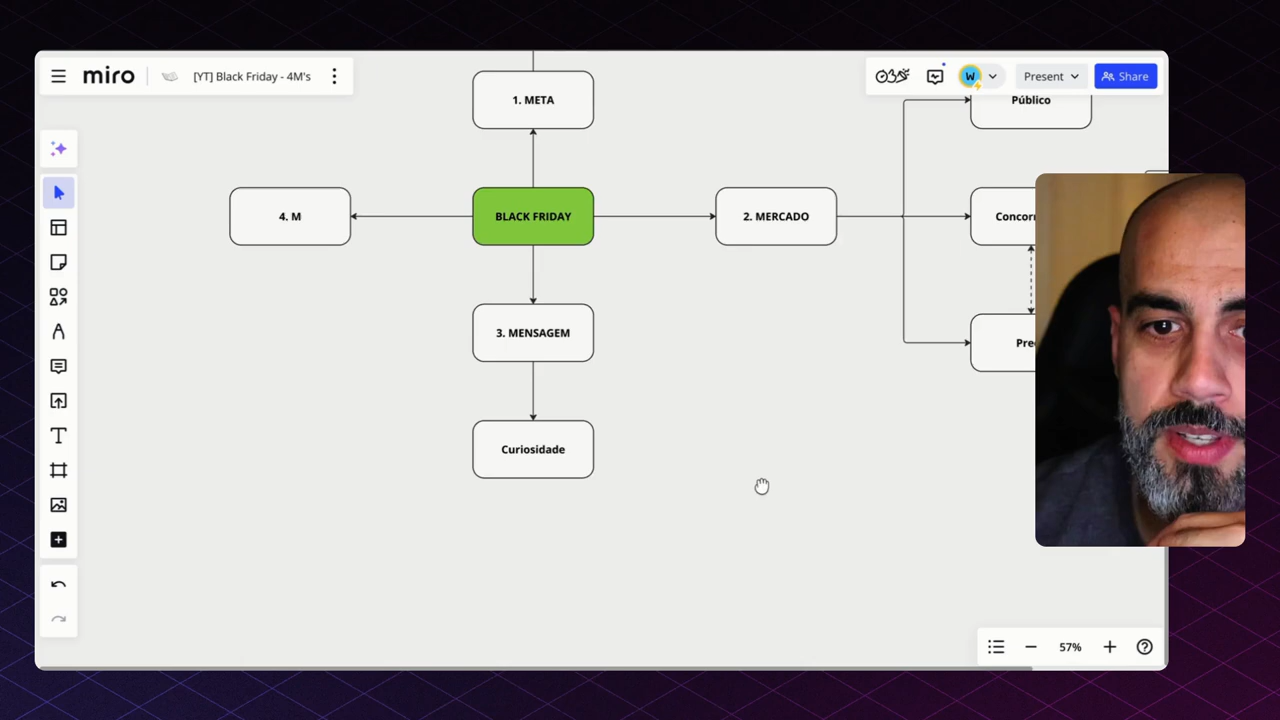 miro
[YT] Black Friday - 4M's
W
Present
Share
1. META
Público
4. M
BLACK FRIDAY
2. MERCADO
3. MENSAGEM
Curiosidade
57%